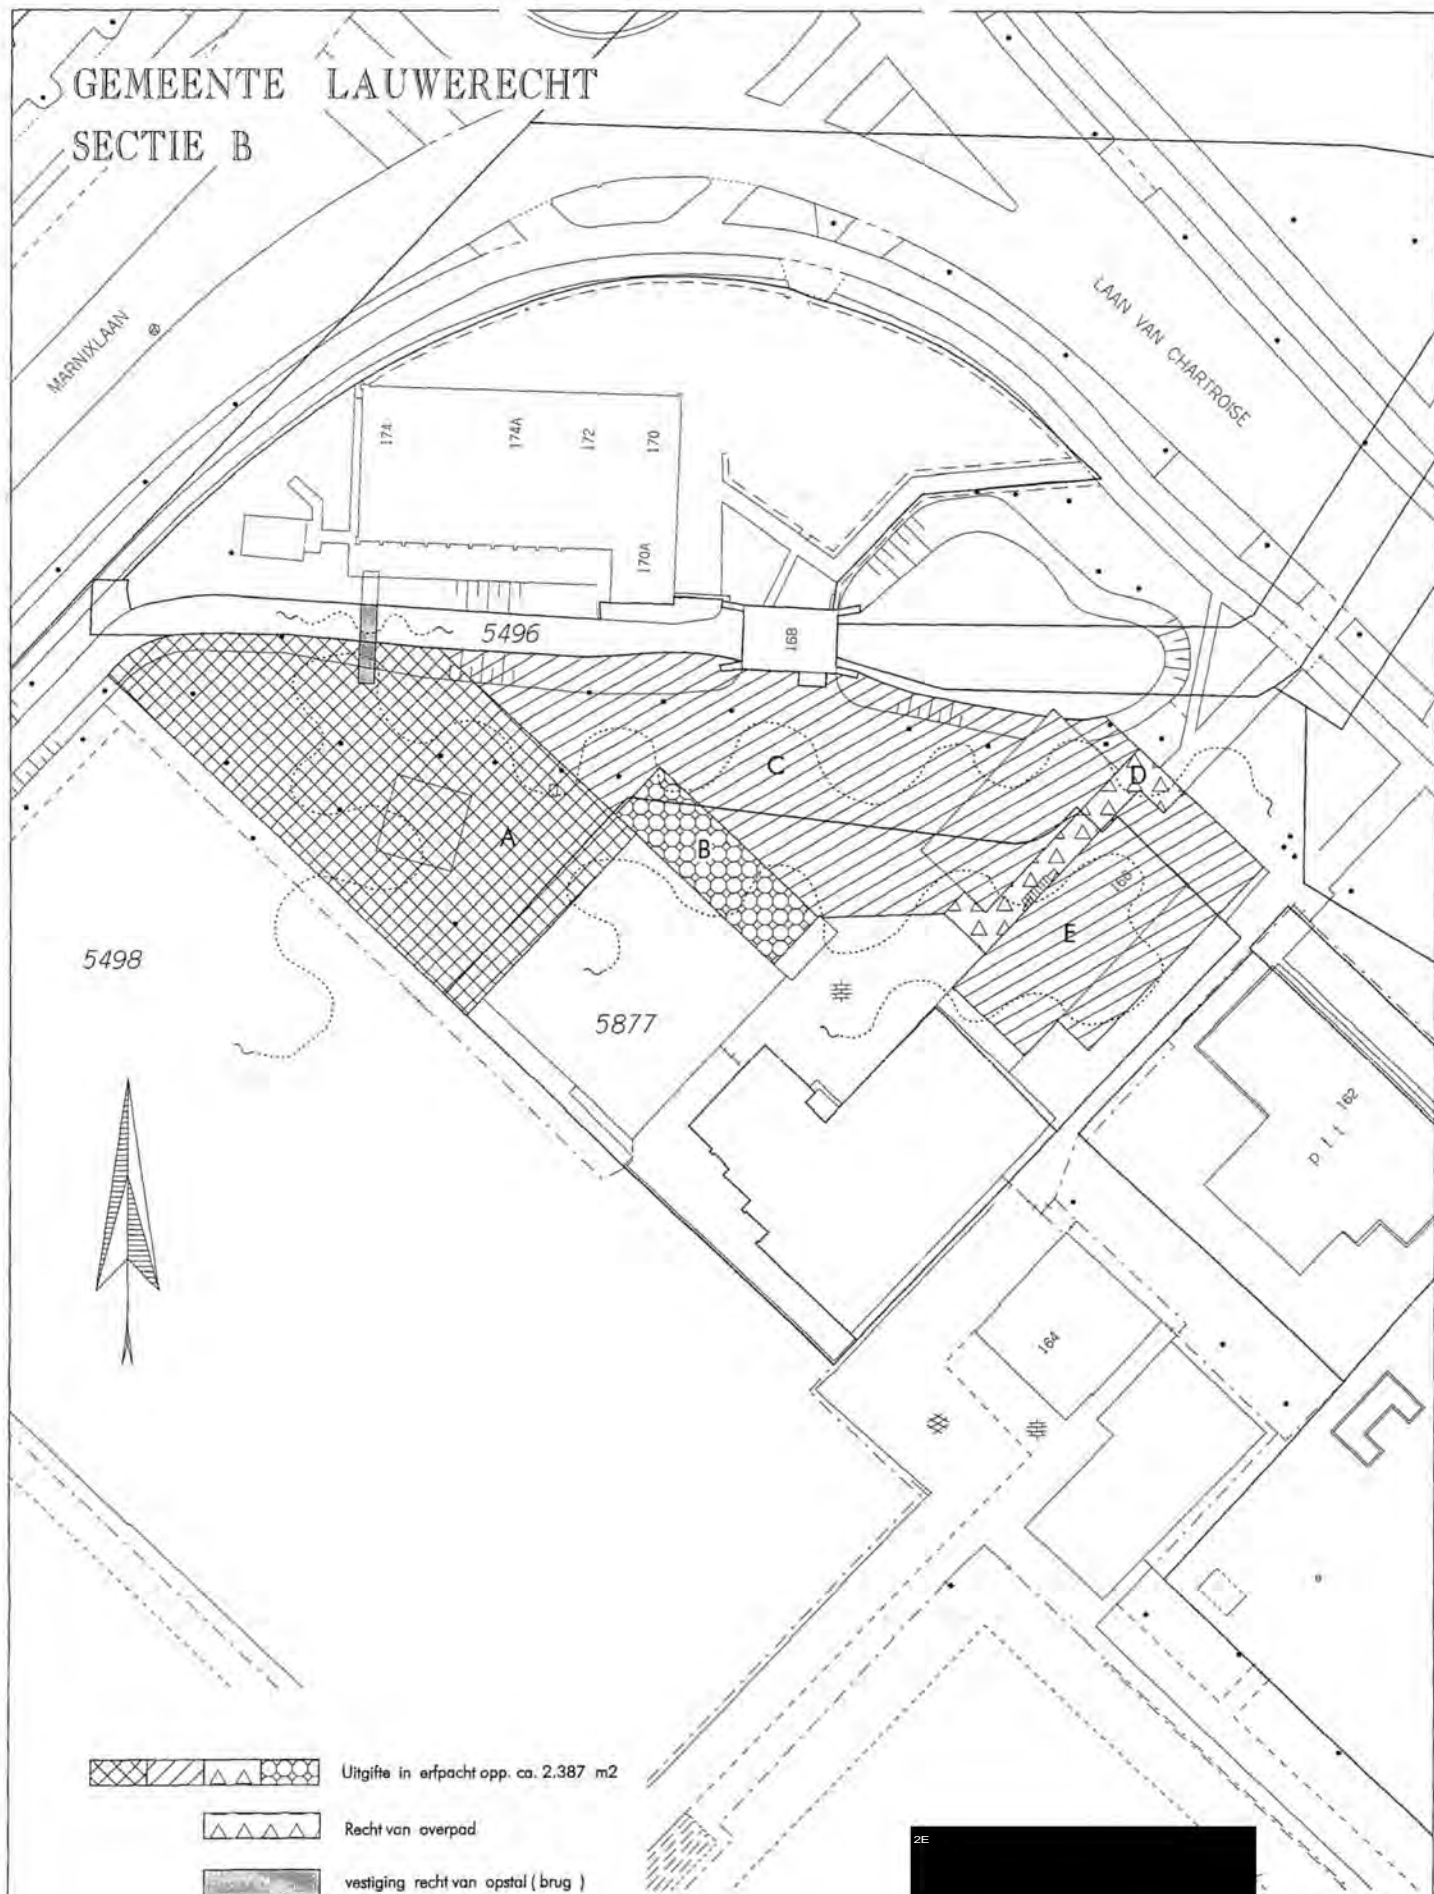 GEMEENTE LAUWERECHT
SECTIE B
MARNIXLAAN
LAAN VAN CHARTROISE
174
174A
172
170
170A
5496
168
C
D
A
B
166
E
5498
5877
162
p l t
164
Uitgifte in erfpacht opp. ca. 2.387 m2
Recht van overpad
vestiging recht van opstal ( brug )
2E